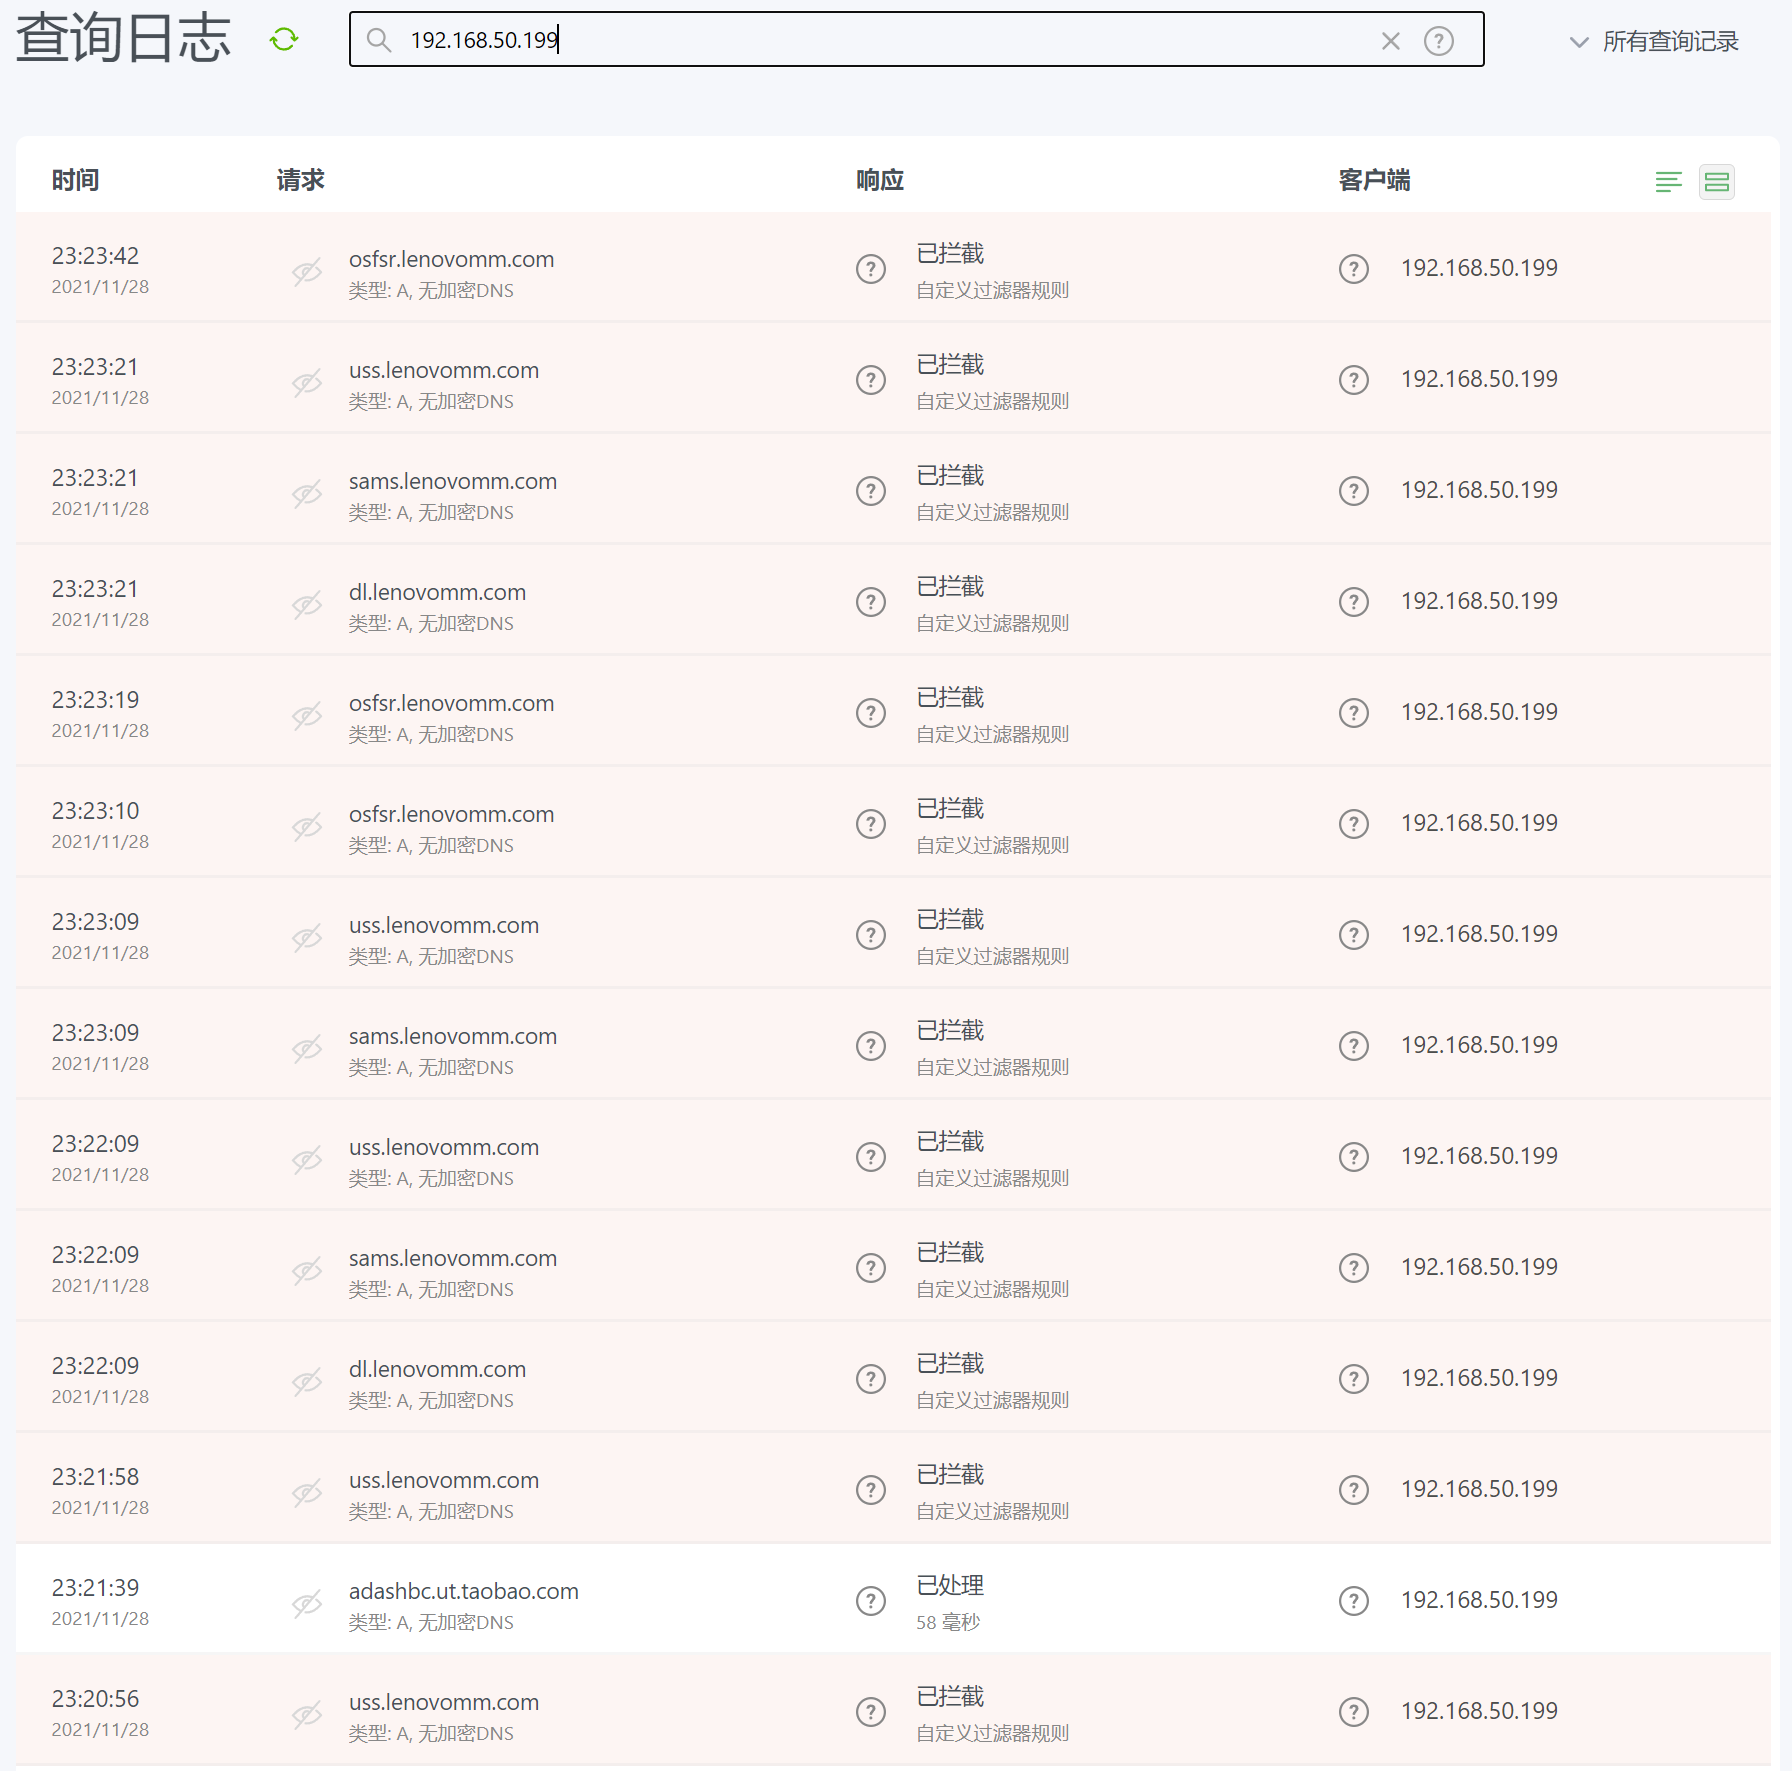 查询日志
192.168.50.199
所有查询记录
时间 请求 响应 客户端
23:23:42 osfsr.lenovomm.com 已拦截 192.168.50.199
2021/11/28 类型: A, 无加密DNS 自定义过滤器规则
23:23:21 uss.lenovomm.com 已拦截 192.168.50.199
2021/11/28 类型: A, 无加密DNS 自定义过滤器规则
23:23:21 sams.lenovomm.com 已拦截 192.168.50.199
2021/11/28 类型: A, 无加密DNS 自定义过滤器规则
23:23:21 dl.lenovomm.com 已拦截 192.168.50.199
2021/11/28 类型: A, 无加密DNS 自定义过滤器规则
23:23:19 osfsr.lenovomm.com 已拦截 192.168.50.199
2021/11/28 类型: A, 无加密DNS 自定义过滤器规则
23:23:10 osfsr.lenovomm.com 已拦截 192.168.50.199
2021/11/28 类型: A, 无加密DNS 自定义过滤器规则
23:23:09 uss.lenovomm.com 已拦截 192.168.50.199
2021/11/28 类型: A, 无加密DNS 自定义过滤器规则
23:23:09 sams.lenovomm.com 已拦截 192.168.50.199
2021/11/28 类型: A, 无加密DNS 自定义过滤器规则
23:22:09 uss.lenovomm.com 已拦截 192.168.50.199
2021/11/28 类型: A, 无加密DNS 自定义过滤器规则
23:22:09 sams.lenovomm.com 已拦截 192.168.50.199
2021/11/28 类型: A, 无加密DNS 自定义过滤器规则
23:22:09 dl.lenovomm.com 已拦截 192.168.50.199
2021/11/28 类型: A, 无加密DNS 自定义过滤器规则
23:21:58 uss.lenovomm.com 已拦截 192.168.50.199
2021/11/28 类型: A, 无加密DNS 自定义过滤器规则
23:21:39 adashbc.ut.taobao.com 已处理 192.168.50.199
2021/11/28 类型: A, 无加密DNS 58 毫秒
23:20:56 uss.lenovomm.com 已拦截 192.168.50.199
2021/11/28 类型: A, 无加密DNS 自定义过滤器规则